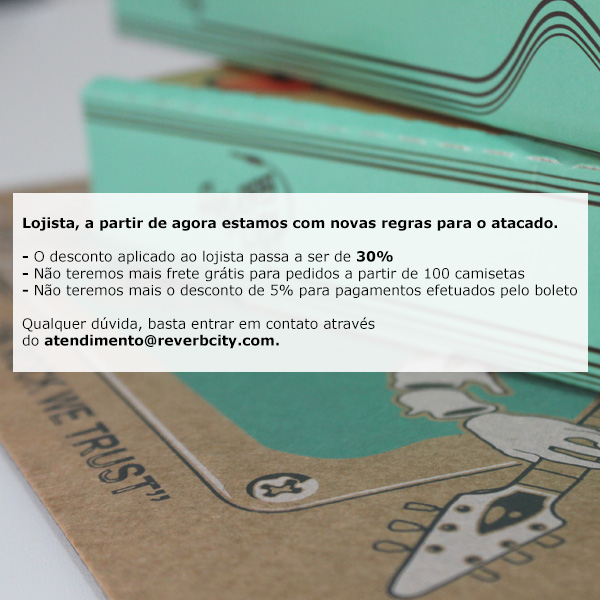 Lojista, a partir de agora estamos com novas regras para o atacado.
- O desconto aplicado ao lojista passa a ser de 30%
- Não teremos mais frete grátis para pedidos a partir de 100 camisetas
- Não teremos mais o desconto de 5% para pagamentos efetuados pelo boleto
Qualquer dúvida, basta entrar em contato através
do atendimento@reverbcity.com.
WE TRUST”